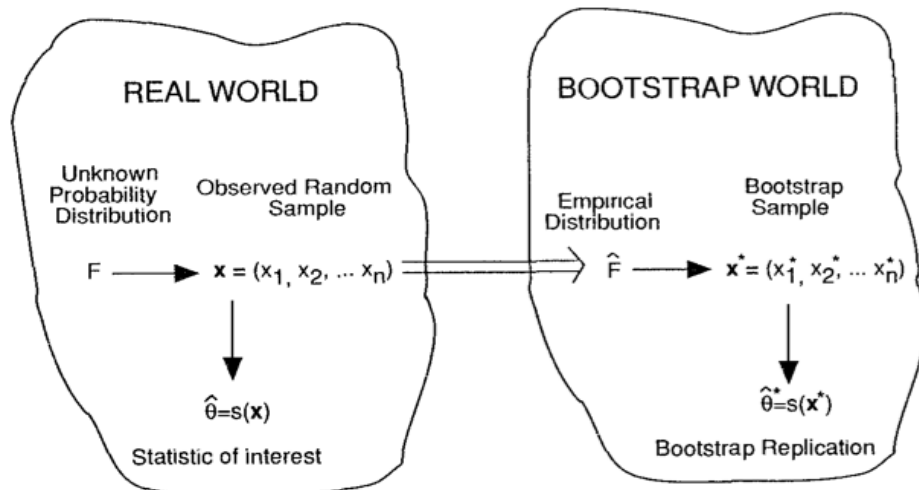 REAL WORLD
Unknown
Probability
Distribution
Observed Random
Sample
F
x = (x₁, x₂, ... xₙ)
θ̂=s(x)
Statistic of interest
BOOTSTRAP WORLD
Empirical
Distribution
Bootstrap
Sample
F̂
x* = (x₁*, x₂*, ... xₙ*)
θ̂*=s(x*)
Bootstrap Replication